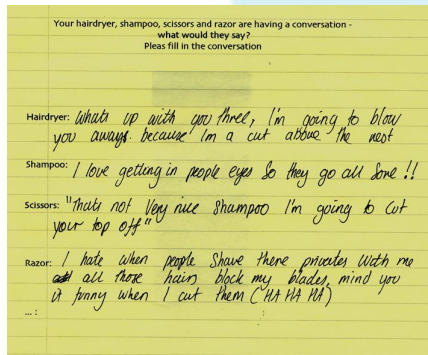 Your hairdryer, shampoo, scissors and razor are having a conversation -
what would they say?
Pleas fill in the conversation
Hairdryer: Whats up with you three, I'm going to blow
you away. because Im a cut above the rest
Shampoo: I love getting in people eyes So they go all Sore !!
Scissors: "Thats not Very nice Shampoo I'm going to Cut
your top off"
Razor: I hate when people Shave there privates with me
all those hairs block my blades, mind you
it funny when I cut them (HA HA HA)
... :